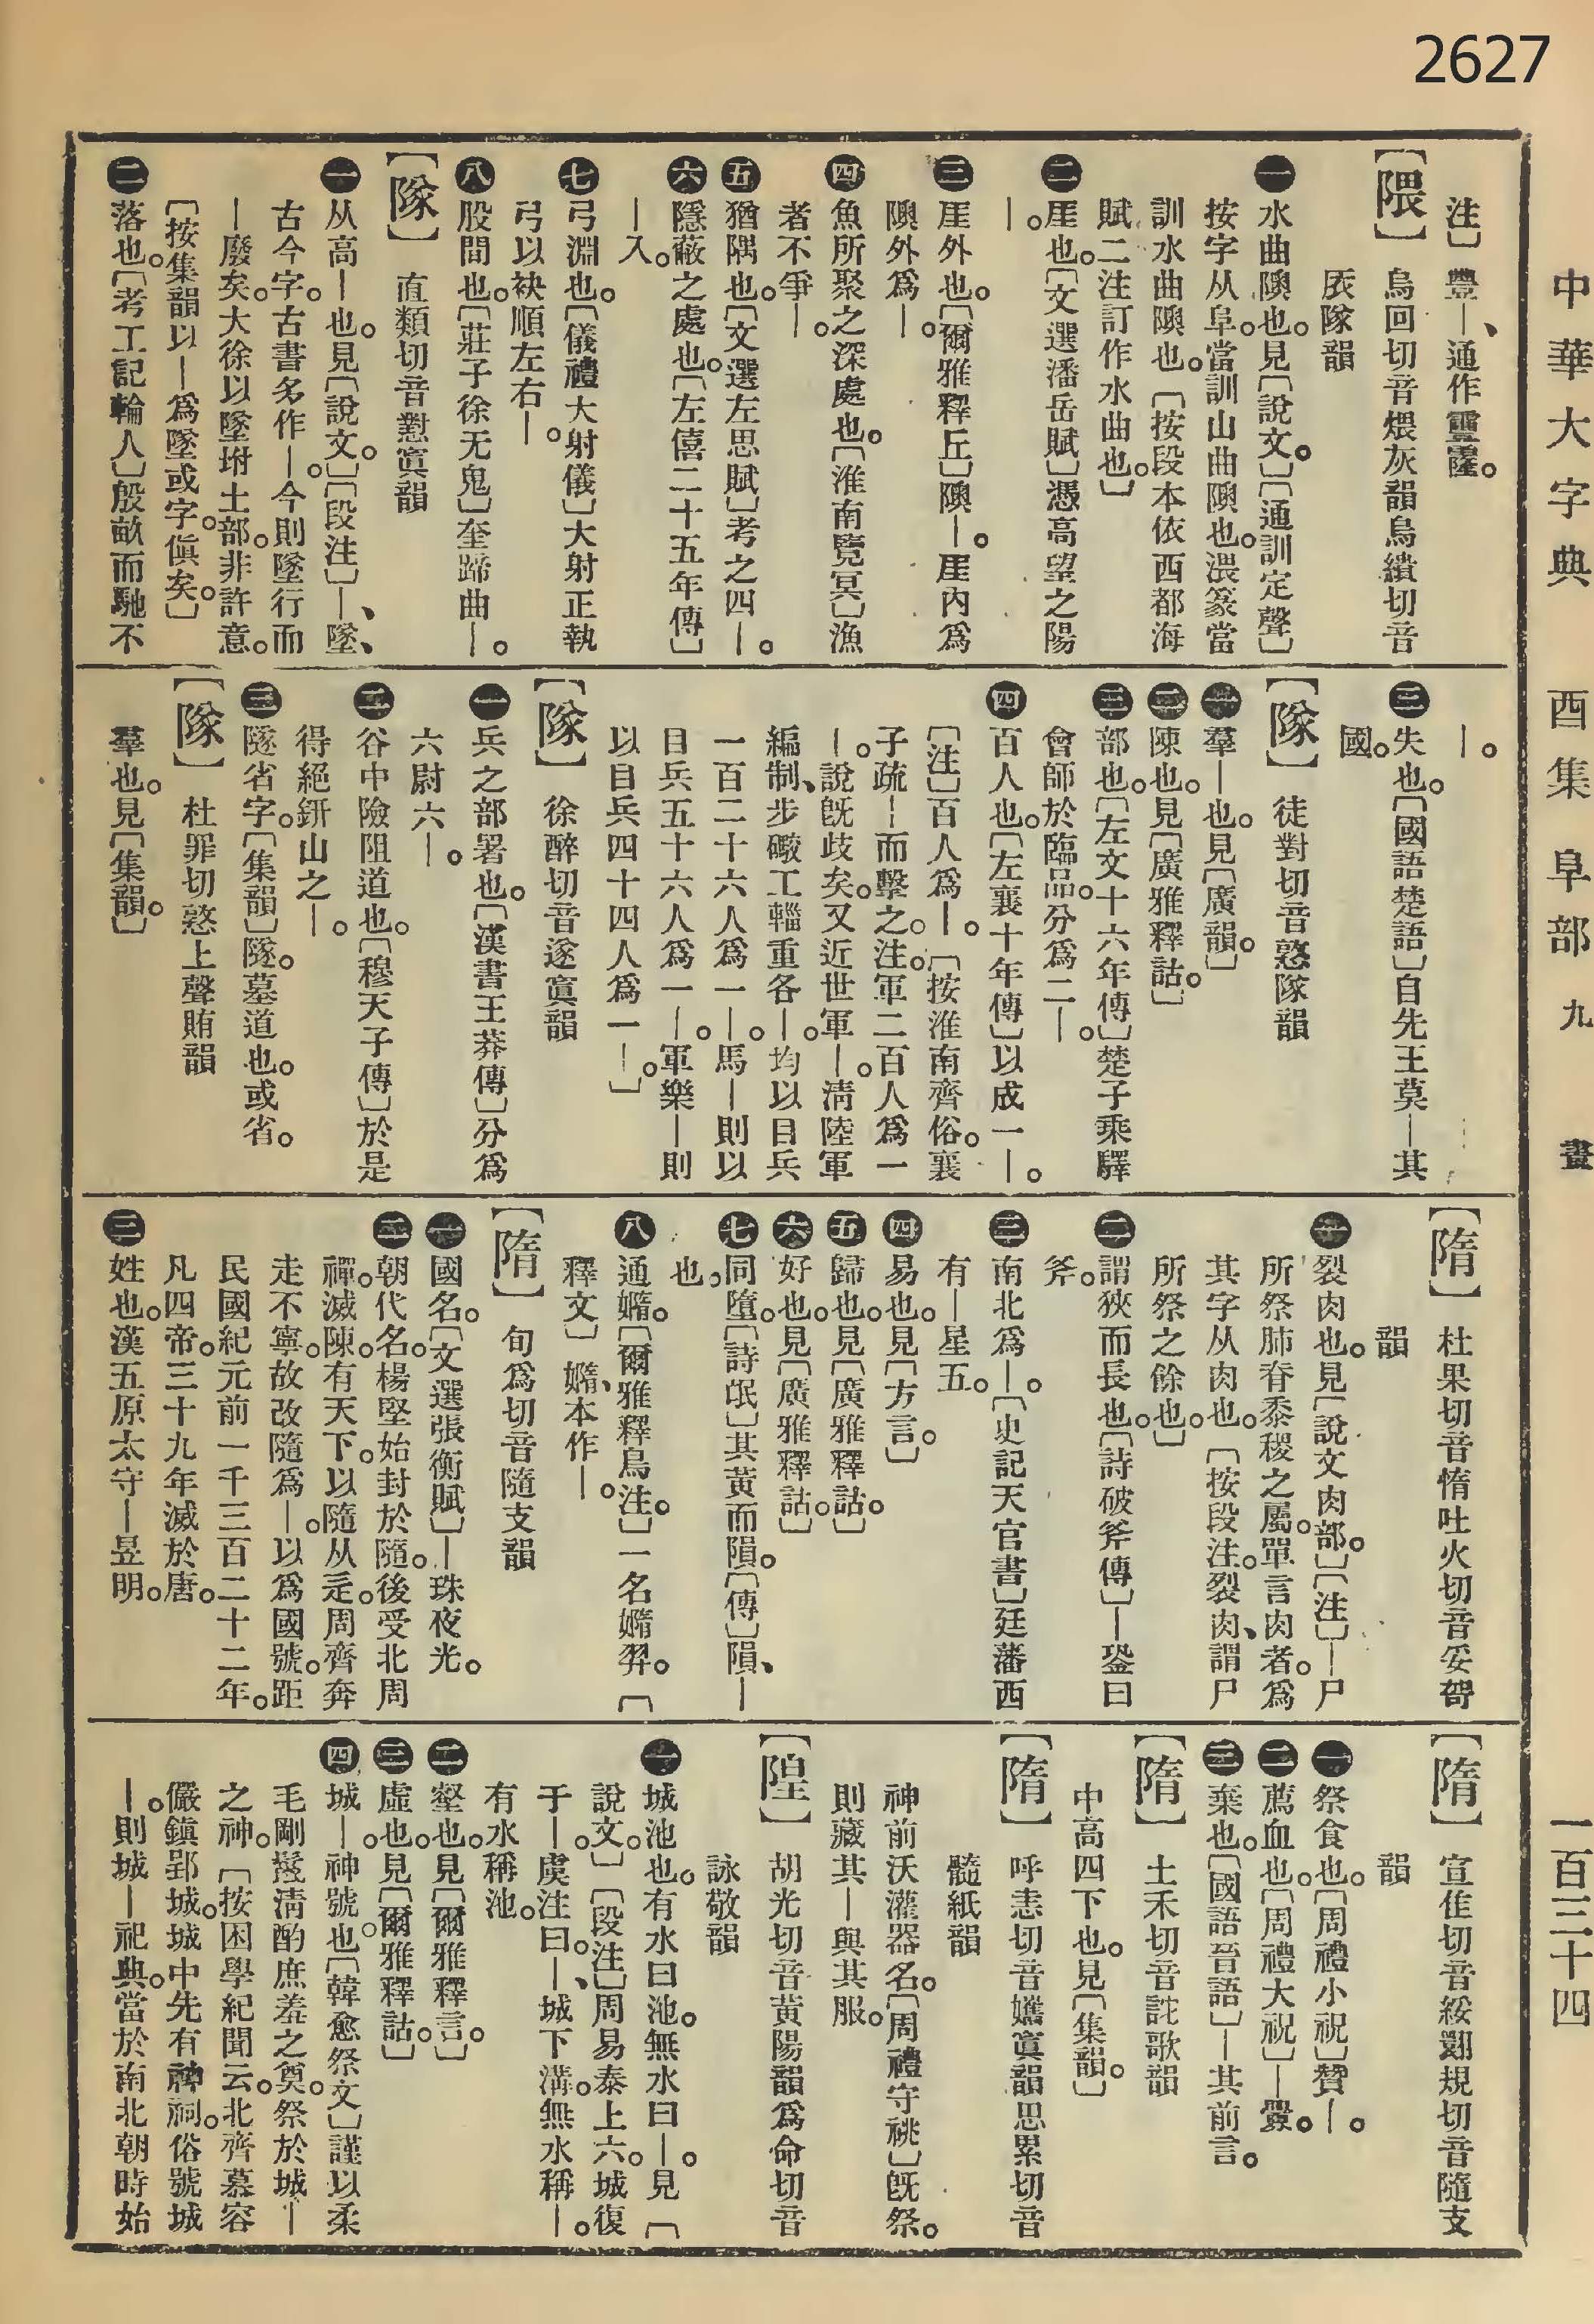 2627
中華大字典 酉集 阜部 九畫 一百三十四
注〕豐—、通作靈霳。
【隈】烏回切音煨灰韻烏繢切音
㕈隊韻
㊀水曲隩也。見〔說文。〕〔通訓定聲〕
按字从阜。當訓山曲隩也。渨篆當
訓水曲隩也。〔按段本依西都海
賦二注訂作水曲也。〕
㊁厓也。〔文選潘岳賦〕憑高望之陽
—。
㊂厓外也。〔爾雅釋丘〕隩—。厓內爲
隩外爲—。
㊃魚所聚之深處也。〔淮南覽冥〕漁
者不爭—。
㊄猶隅也。〔文選左思賦〕考之四—。
㊅隱蔽之處也。〔左僖二十五年傳〕
—入。
㊆弓淵也。〔儀禮大射儀〕大射正執
弓以袂順左右—。
㊇股間也。〔莊子徐无鬼〕奎蹄曲—。
【隊】直類切音懟寘韻
㊀从高—也。見〔說文。〕〔段注〕—、墜、
古今字。古書多作—。今則墜行而
—廢矣。大徐以墜坿土部。非許意。
〔按集韻以—爲墜或字。傎矣。〕
㊁落也。〔考工記輪人〕殷畝而馳不
—。
㊂失也。〔國語楚語〕自先王莫—其
國。
【隊】徒對切音憝隊韻
㊀羣—也。見〔廣韻。〕
㊁陳也。見〔廣雅釋詁。〕
㊂部也。〔左文十六年傳〕楚子乘驛
會師於臨品。分爲二—。
㊃百人也。〔左襄十年傳〕以成一—。
〔注〕百人爲—。〔按淮南齊俗。襄
子疏—而擊之。注。軍二百人爲一
—。說旣歧矣。又近世軍—。清陸軍
編制、步礮工輜重各—。均以目兵
一百二十六人爲一—。馬—則以
目兵五十六人爲一—。軍樂—則
以目兵四十四人爲一—。〕
【隊】徐醉切音遂寘韻
㊀兵之部署也。〔漢書王莽傳〕分爲
六尉六—。
㊁谷中險阻道也。〔穆天子傳〕於是
得絕鈃山之—。
㊂隧省字。〔集韻〕隧。墓道也。或省。
【隊】杜罪切憝上聲賄韻
羣也。見〔集韻。〕
【隋】杜果切音惰吐火切音妥哿
韻
㊀裂肉也。見〔說文肉部。〕〔注〕—尸
所祭肺脊黍稷之屬。單言肉者。爲
其字从肉也。〔按段注。裂肉、謂尸
所祭之餘也。〕
㊁謂狹而長也。〔詩破斧傳〕—銎曰
斧。
㊂南北爲—。〔史記天官書〕廷藩西
有—星五。
㊃易也。見〔方言。〕
㊄歸也。見〔廣雅釋詁。〕
㊅好也。見〔廣雅釋詁。〕
㊆同墮。〔詩氓〕其黃而隕。〔傳〕隕、—
也。
㊇通嶞。〔爾雅釋鳥注。〕一名嶞羿。〔
釋文〕嶞、本作—。
【隋】旬爲切音隨支韻
㊀國名。〔文選張衡賦〕—珠夜光。
㊁朝代名。楊堅始封於隨。後受北周
禪。滅陳。有天下。以隨从辵。周齊奔
走不寧。故改隨爲—。以爲國號。距
民國紀元前一千三百二十二年。
凡四帝。三十九年滅於唐。
㊂姓也。漢五原太守—昱明。
【隋】宣隹切音綏翾規切音隨支
韻
㊀祭食也。〔周禮小祝〕贊—。
㊁薦血也。〔周禮大祝〕—釁。
㊂棄也。〔國語晉語〕—其前言。
【隋】土禾切音詑歌韻
中高四下也。見〔集韻。〕
【隋】呼恚切音孈寘韻思累切音
髓紙韻
神前沃灌器名。〔周禮守祧〕旣祭。
則藏其—與其服。
【隍】胡光切音黃陽韻爲命切音
詠敬韻
㊀城池也。有水曰池。無水曰—。見〔
說文。〕〔段注〕周易泰上六。城復
于—。虞注曰。—、城下溝。無水稱—。
有水稱池。
㊁壑也。見〔爾雅釋言。〕
㊂虛也。見〔爾雅釋詁。〕
㊃城—。神號也。〔韓愈祭文〕謹以柔
毛剛鬣淸酌庶羞之奠。祭於城—
之神。〔按困學紀聞云。北齊慕容
儼鎮郢城。城中先有神祠。俗號城
—。則城—祀典。當於南北朝時始